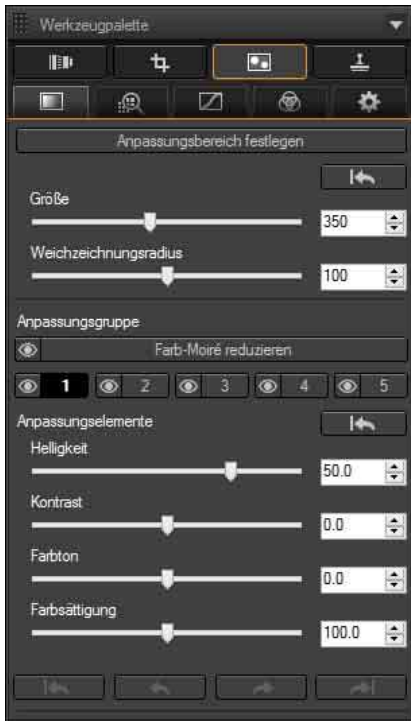 Werkzeugpalette
Anpassungsbereich festlegen
Größe
350
Weichzeichnungsradius
100
Anpassungsgruppe
Farb-Moiré reduzieren
1 2 3 4 5
Anpassungselemente
Helligkeit
50.0
Kontrast
0.0
Farbton
0.0
Farbsättigung
100.0